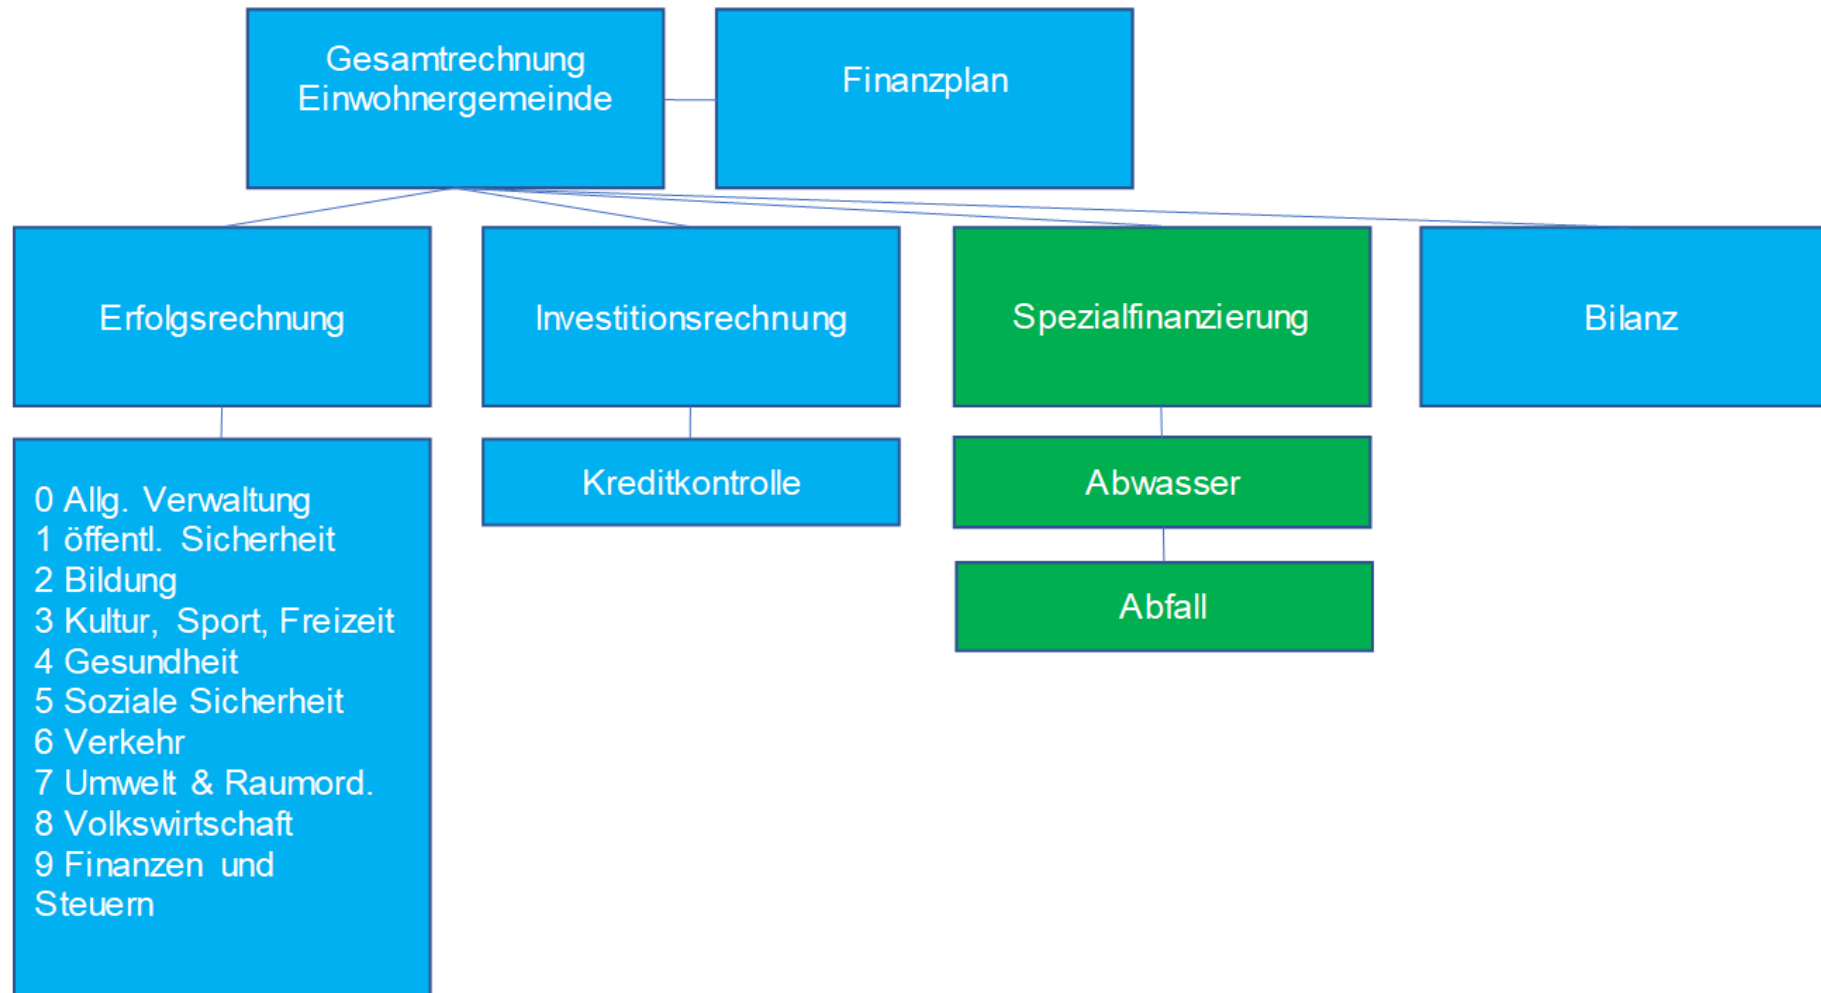 Gesamtrechnung
Einwohnergemeinde
Finanzplan
Erfolgsrechnung
Investitionsrechnung
Spezialfinanzierung
Bilanz
0 Allg. Verwaltung
1 öffentl. Sicherheit
2 Bildung
3 Kultur, Sport, Freizeit
4 Gesundheit
5 Soziale Sicherheit
6 Verkehr
7 Umwelt & Raumord.
8 Volkswirtschaft
9 Finanzen und
Steuern
Kreditkontrolle
Abwasser
Abfall